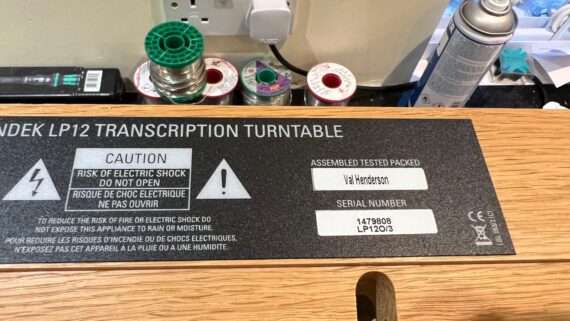 NDEK LP12 TRANSCRIPTION TURNTABLE
CAUTION
RISK OF ELECTRIC SHOCK
DO NOT OPEN
RISQUE DE CHOC ELECTRIQUE
NE PAS OUVRIR
TO REDUCE THE RISK OF FIRE OR ELECTRIC SHOCK DO
NOT EXPOSE THIS APPLIANCE TO RAIN OR MOISTURE.
POUR REDUIRE LES RISQUES D'INCENDIE OU DE CHOCS ELECTRIQUES,
N'EXPOSEZ PAS CET APPAREIL A LA PLUIE OU A UNE HUMIDITE.
ASSEMBLED TESTED PACKED
Val Henderson
SERIAL NUMBER
1479808
LP12O/3
CE